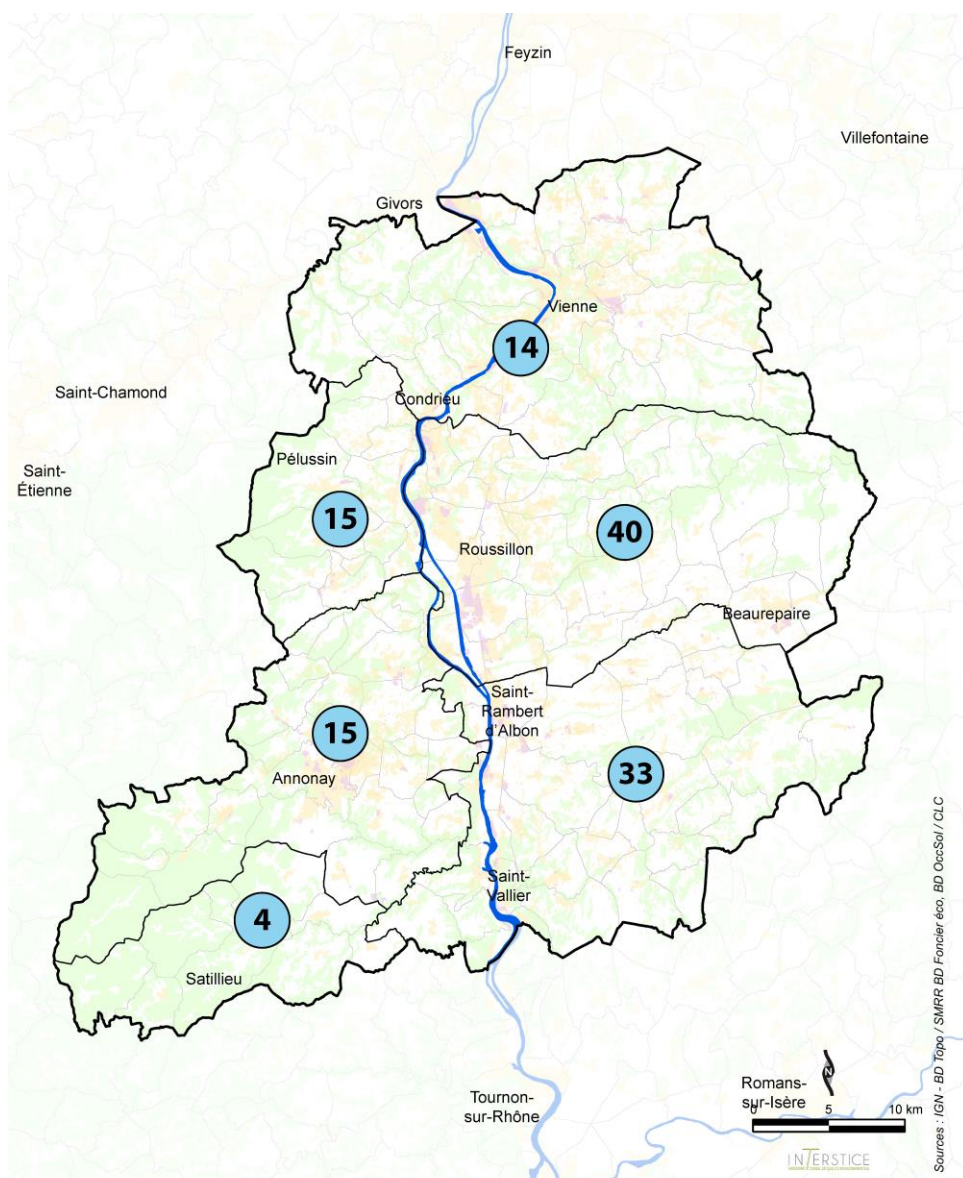 Feyzin
Villefontaine
Givors
Vienne
14
Saint-Chamond
Condrieu
Saint-
Étienne
Pélussin
15
40
Roussillon
Beaurepaire
Saint-
Rambert
d'Albon
15
Annonay
33
Saint-
Vallier
4
Satillieu
Tournon-
sur-Rhône
Romans-
sur-Isère
N
0 5 10 km
INTERSTICE
Sources : IGN - BD Topo / SMRR BD Foncier éco, BD OccSol / CLC